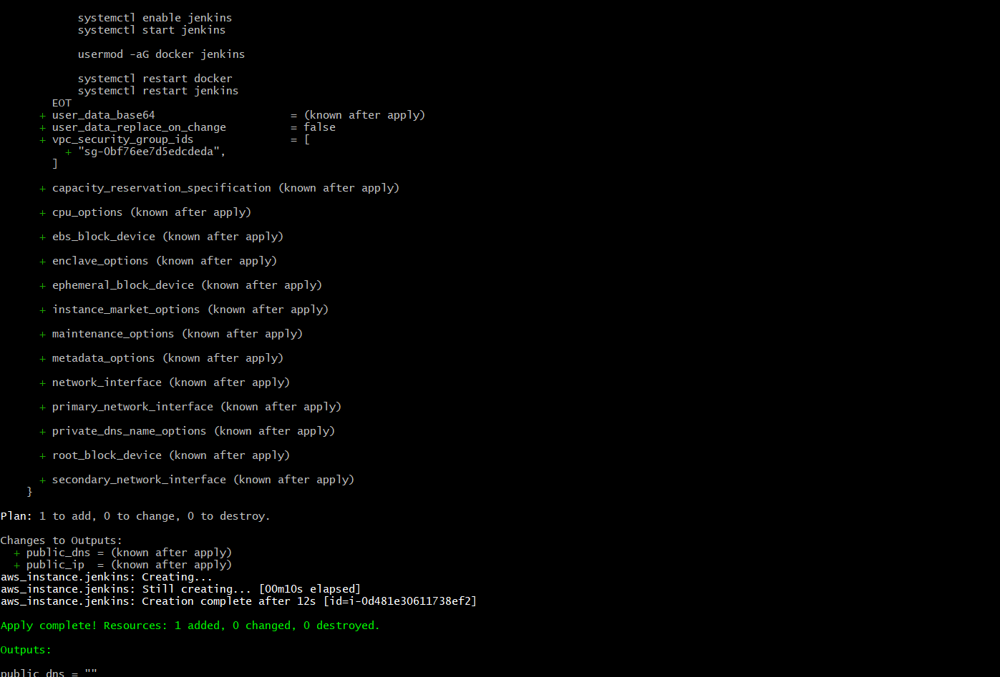 systemctl enable jenkins
systemctl start jenkins
usermod -aG docker jenkins
systemctl restart docker
systemctl restart jenkins
EOT
+ user_data_base64 = (known after apply)
+ user_data_replace_on_change = false
+ vpc_security_group_ids = [
+ "sg-0bf76ee7d5edcdeda",
]
+ capacity_reservation_specification (known after apply)
+ cpu_options (known after apply)
+ ebs_block_device (known after apply)
+ enclave_options (known after apply)
+ ephemeral_block_device (known after apply)
+ instance_market_options (known after apply)
+ maintenance_options (known after apply)
+ metadata_options (known after apply)
+ network_interface (known after apply)
+ primary_network_interface (known after apply)
+ private_dns_name_options (known after apply)
+ root_block_device (known after apply)
+ secondary_network_interface (known after apply)
}
Plan: 1 to add, 0 to change, 0 to destroy.
Changes to Outputs:
+ public_dns = (known after apply)
+ public_ip = (known after apply)
aws_instance.jenkins: Creating...
aws_instance.jenkins: Still creating... [00m10s elapsed]
aws_instance.jenkins: Creation complete after 12s [id=i-0d481e30611738ef2]
Apply complete! Resources: 1 added, 0 changed, 0 destroyed.
Outputs:
public_dns = ""